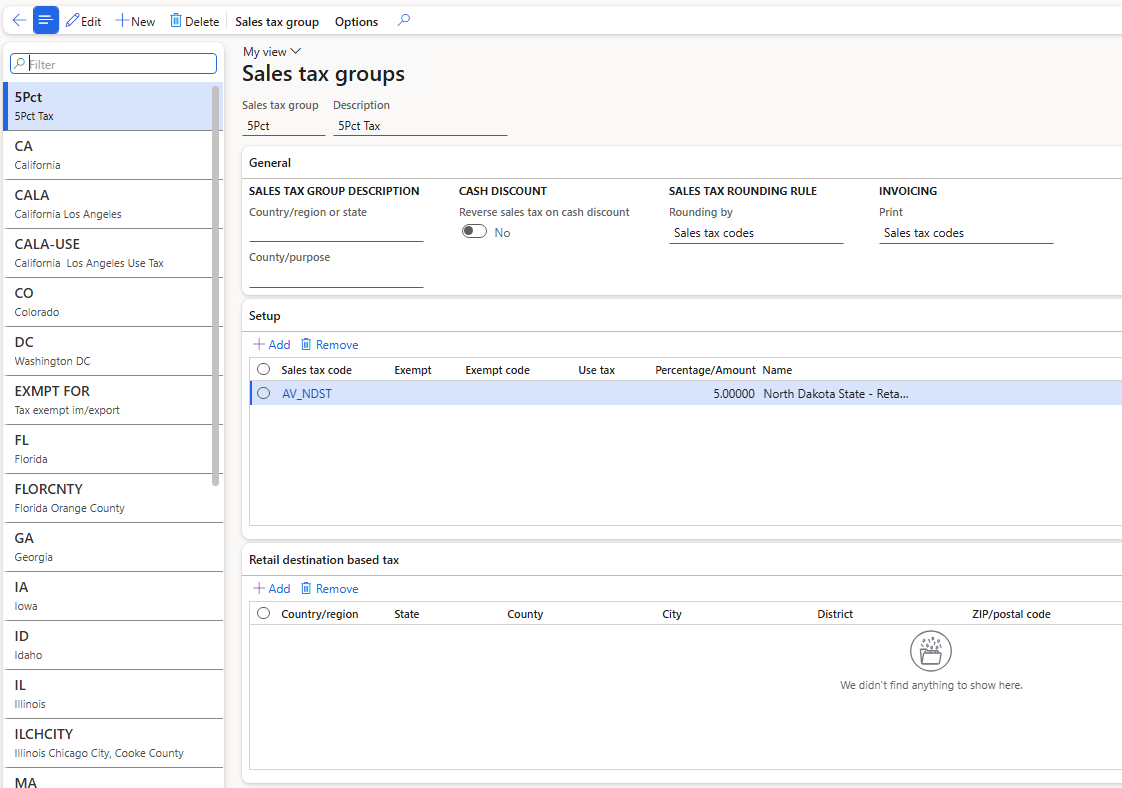 Edit New Delete Sales tax group Options
Filter
5Pct
5Pct Tax
CA
California
CALA
California Los Angeles
CALA-USE
California Los Angeles Use Tax
CO
Colorado
DC
Washington DC
EXMPT FOR
Tax exempt im/export
FL
Florida
FLORCNTY
Florida Orange County
GA
Georgia
IA
Iowa
ID
Idaho
IL
Illinois
ILCHCITY
Illinois Chicago City, Cooke County
MA
My view
Sales tax groups
Sales tax group Description
5Pct 5Pct Tax
General
SALES TAX GROUP DESCRIPTION CASH DISCOUNT SALES TAX ROUNDING RULE INVOICING
Country/region or state Reverse sales tax on cash discount Rounding by Print
No Sales tax codes Sales tax codes
County/purpose
Setup
Add Remove
Sales tax code Exempt Exempt code Use tax Percentage/Amount Name
AV_NDST 5.00000 North Dakota State - Reta...
Retail destination based tax
Add Remove
Country/region State County City District ZIP/postal code
We didn't find anything to show here.